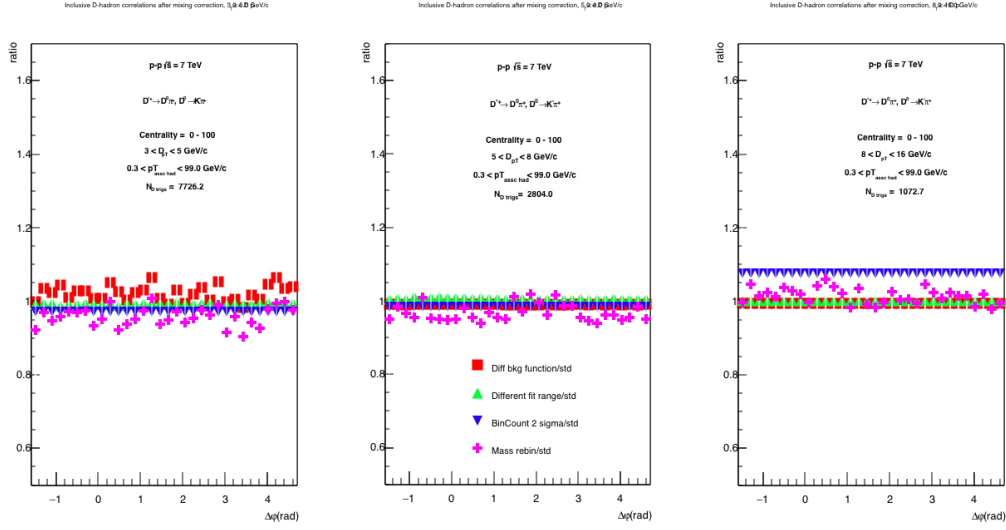 Inclusive D-hadron correlations after mixing correction,
Inclusive D-hadron correlations after mixing correction,
Inclusive D-hadron correlations after mixing correction,
ratio
p-p √s = 7 TeV
D*+→D0π+, D0→Kπ
Centrality = 0 - 100
3 < DpT < 5 GeV/c
0.3 < pTassc had < 99.0 GeV/c
ND trigs = 7726.2
1.6
1.4
1.2
1
0.8
0.6
−1 0 1 2 3 4
Δφ(rad)
ratio
p-p √s = 7 TeV
D*+→D0π+, D0→K-π+
Centrality = 0 - 100
5 < DpT < 8 GeV/c
0.3 < pTassc had < 99.0 GeV/c
ND trigs = 2804.0
1.6
1.4
1.2
1
0.8
0.6
Diff bkg function/std
Different fit range/std
BinCount 2 sigma/std
Mass rebin/std
−1 0 1 2 3 4
Δφ(rad)
ratio
p-p √s = 7 TeV
D*+→D0π+, D0→K-π+
Centrality = 0 - 100
8 < DpT < 16 GeV/c
0.3 < pTassc had < 99.0 GeV/c
ND trigs = 1072.7
1.6
1.4
1.2
1
0.8
0.6
−1 0 1 2 3 4
Δφ(rad)